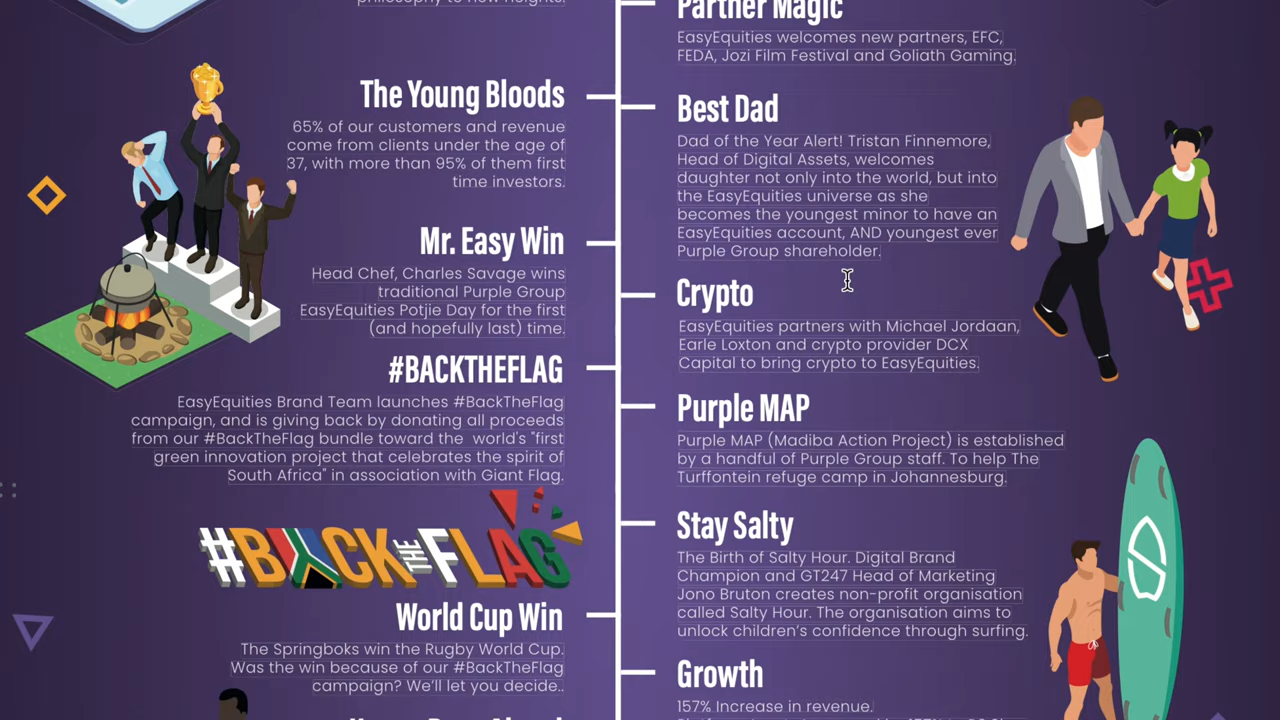 philosophy to new heights.
The Young Bloods
65% of our customers and revenue
come from clients under the age of
37, with more than 95% of them first
time investors.
Mr. Easy Win
Head Chef, Charles Savage wins
traditional Purple Group
EasyEquities Potjie Day for the first
(and hopefully last) time.
#BACKTHEFLAG
EasyEquities Brand Team launches #BackTheFlag
campaign, and is giving back by donating all proceeds
from our #BackTheFlag bundle toward the world's "first
green innovation project that celebrates the spirit of
South Africa" in association with Giant Flag.
#BACK THE FLAG
World Cup Win
The Springboks win the Rugby World Cup.
Was the win because of our #BackTheFlag
campaign? We'll let you decide..
Partner Magic
EasyEquities welcomes new partners, EFC,
FEDA, Jozi Film Festival and Goliath Gaming.
Best Dad
Dad of the Year Alert! Tristan Finnemore,
Head of Digital Assets, welcomes
daughter not only into the world, but into
the EasyEquities universe as she
becomes the youngest minor to have an
EasyEquities account, AND youngest ever
Purple Group shareholder.
Crypto
EasyEquities partners with Michael Jordaan,
Earle Loxton and crypto provider DCX
Capital to bring crypto to EasyEquities.
Purple MAP
Purple MAP (Madiba Action Project) is established
by a handful of Purple Group staff. To help The
Turffontein refuge camp in Johannesburg.
Stay Salty
The Birth of Salty Hour. Digital Brand
Champion and GT247 Head of Marketing
Jono Bruton creates non-profit organisation
called Salty Hour. The organisation aims to
unlock children's confidence through surfing.
Growth
157% Increase in revenue.